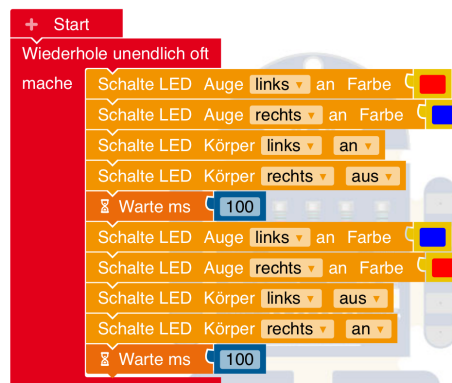 + Start
Wiederhole unendlich oft
mache Schalte LED Auge links an Farbe
Schalte LED Auge rechts an Farbe
Schalte LED Körper links an
Schalte LED Körper rechts aus
Warte ms 100
Schalte LED Auge links an Farbe
Schalte LED Auge rechts an Farbe
Schalte LED Körper links aus
Schalte LED Körper rechts an
Warte ms 100